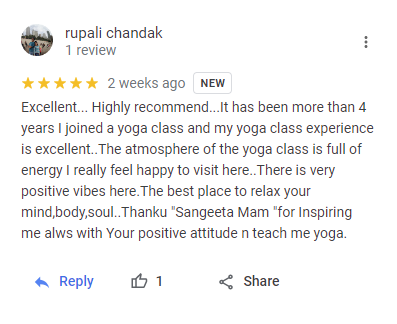 rupali chandak
1 review
2 weeks ago NEW
Excellent... Highly recommend...It has been more than 4
years I joined a yoga class and my yoga class experience
is excellent..The atmosphere of the yoga class is full of
energy I really feel happy to visit here..There is very
positive vibes here.The best place to relax your
mind,body,soul..Thanku "Sangeeta Mam "for Inspiring
me alws with Your positive attitude n teach me yoga.
Reply 1 Share